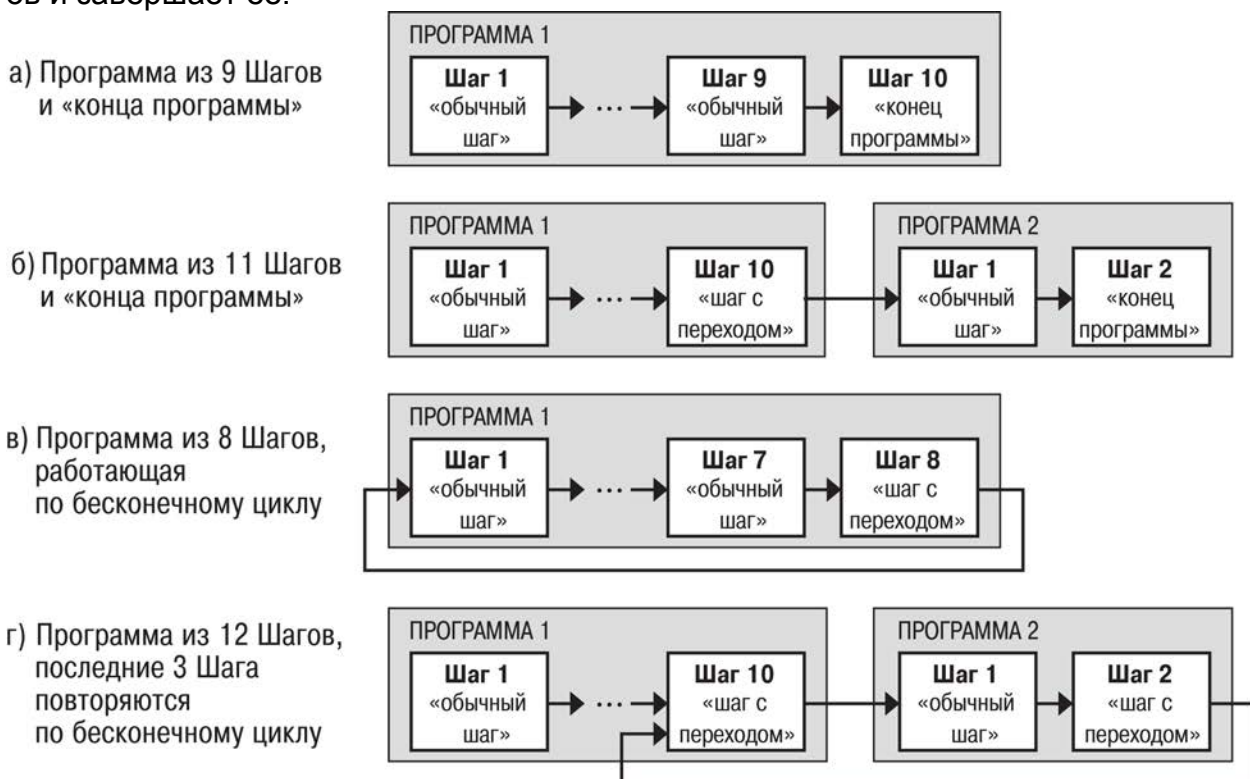 а) Программа из 9 Шагов
и «конца программы»
ПРОГРАММА 1
Шаг 1
«обычный
шаг»
...
Шаг 9
«обычный
шаг»
Шаг 10
«конец
программы»
б) Программа из 11 Шагов
и «конца программы»
ПРОГРАММА 1
Шаг 1
«обычный
шаг»
...
Шаг 10
«шаг с
переходом»
ПРОГРАММА 2
Шаг 1
«обычный
шаг»
Шаг 2
«конец
программы»
в) Программа из 8 Шагов,
работающая
по бесконечному циклу
ПРОГРАММА 1
Шаг 1
«обычный
шаг»
...
Шаг 7
«обычный
шаг»
Шаг 8
«шаг с
переходом»
г) Программа из 12 Шагов,
последние 3 Шага
повторяются
по бесконечному циклу
ПРОГРАММА 1
Шаг 1
«обычный
шаг»
...
Шаг 10
«шаг с
переходом»
ПРОГРАММА 2
Шаг 1
«обычный
шаг»
Шаг 2
«шаг с
переходом»